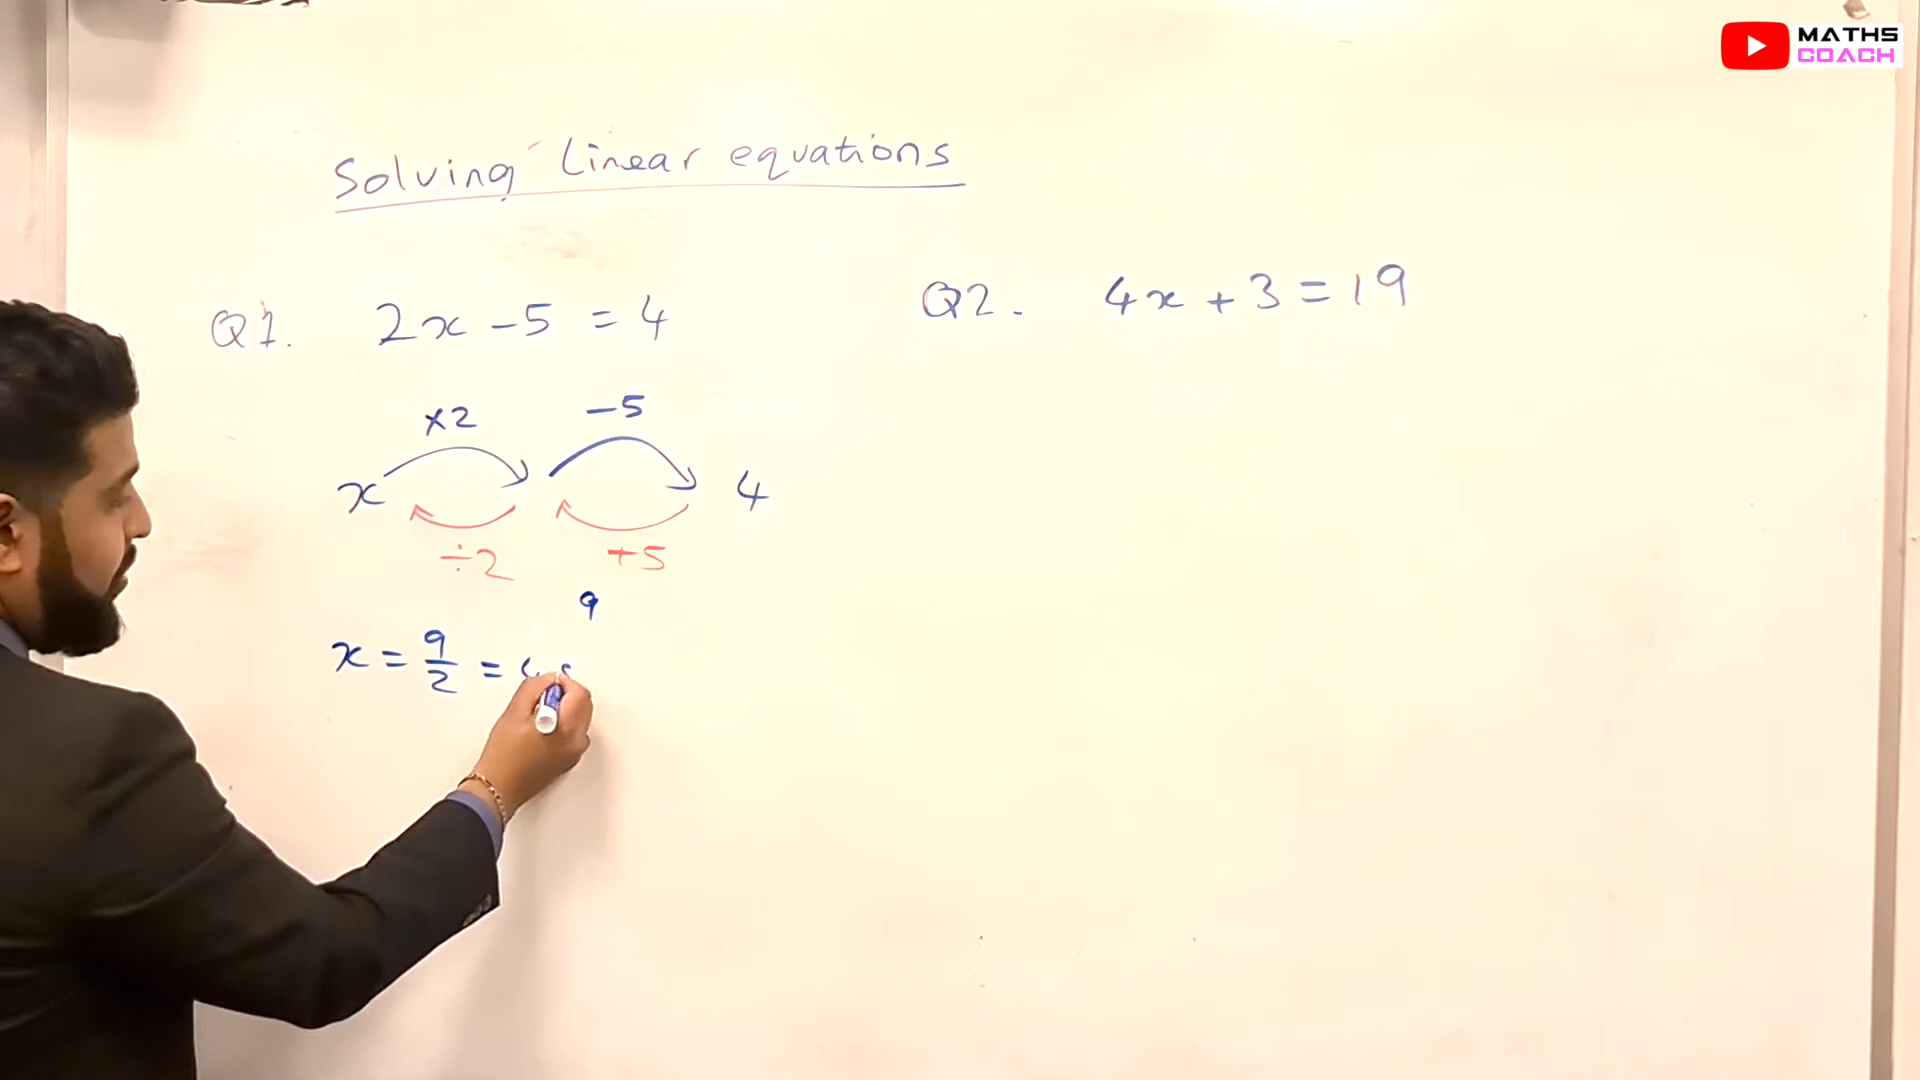 MATHS
COACH
Solving Linear equations
Q1. 2x - 5 = 4
×2 -5
x 4
÷2 +5
9
x = 9/2 =
Q2. 4x + 3 = 19